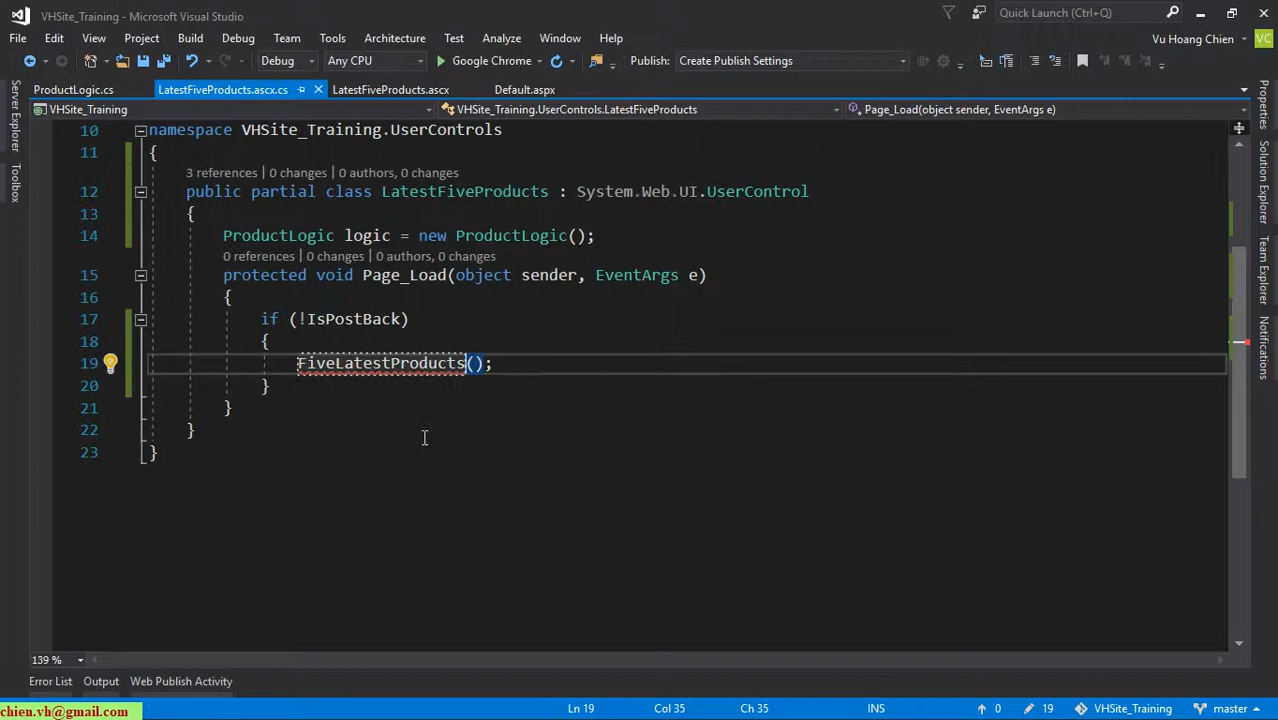 VHSite_Training - Microsoft Visual Studio
Quick Launch (Ctrl+Q)
File Edit View Project Build Debug Team Tools Architecture Test Analyze Window Help
Vu Hoang Chien VC
Debug Any CPU Google Chrome Publish: Create Publish Settings
ProductLogic.cs LatestFiveProducts.ascx.cs LatestFiveProducts.ascx Default.aspx
VHSite_Training VHSite_Training.UserControls.LatestFiveProducts Page_Load(object sender, EventArgs e)
Server Explorer
Toolbox
Properties
Solution Explorer
Team Explorer
Notifications
10 namespace VHSite_Training.UserControls
11 {
3 references | 0 changes | 0 authors, 0 changes
12 public partial class LatestFiveProducts : System.Web.UI.UserControl
13 {
14 ProductLogic logic = new ProductLogic();
0 references | 0 changes | 0 authors, 0 changes
15 protected void Page_Load(object sender, EventArgs e)
16 {
17 if (!IsPostBack)
18 {
19 FiveLatestProducts();
20 }
21 }
22 }
23 }
139 %
Error List Output Web Publish Activity
chien.vh@gmail.com Ln 19 Col 35 Ch 35 INS 0 19 VHSite_Training master